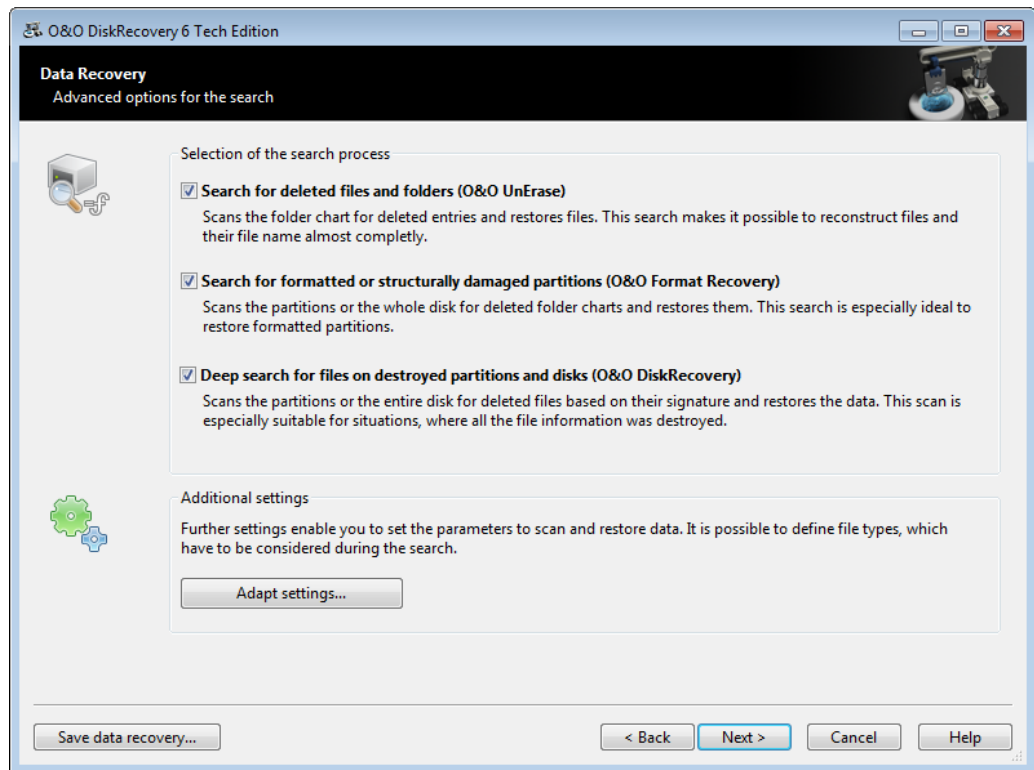 O&O DiskRecovery 6 Tech Edition
Data Recovery
Advanced options for the search
Selection of the search process
Search for deleted files and folders (O&O UnErase)
Scans the folder chart for deleted entries and restores files. This search makes it possible to reconstruct files and
their file name almost completly.
Search for formatted or structurally damaged partitions (O&O Format Recovery)
Scans the partitions or the whole disk for deleted folder charts and restores them. This search is especially ideal to
restore formatted partitions.
Deep search for files on destroyed partitions and disks (O&O DiskRecovery)
Scans the partitions or the entire disk for deleted files based on their signature and restores the data. This scan is
especially suitable for situations, where all the file information was destroyed.
Additional settings
Further settings enable you to set the parameters to scan and restore data. It is possible to define file types, which
have to be considered during the search.
Adapt settings...
Save data recovery...
< Back
Next >
Cancel
Help